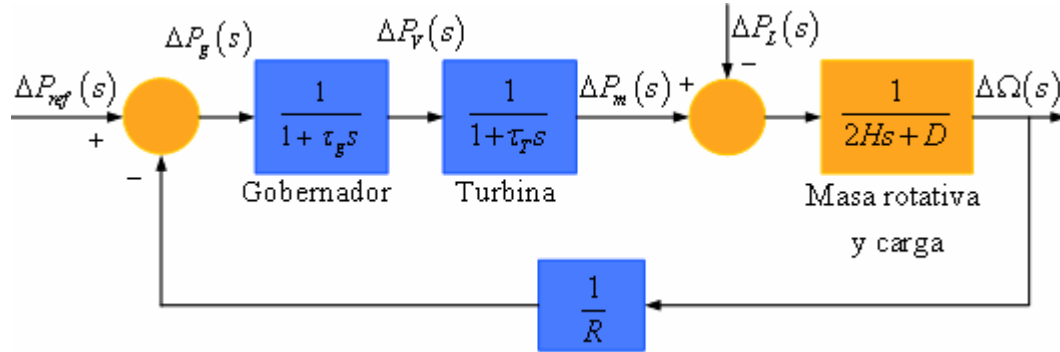 ΔP_g(s)
ΔP_V(s)
ΔP_L(s)
ΔP_ref(s)
+
−
1
1 + τ_g s
Gobernador
1
1 + τ_T s
Turbina
ΔP_m(s) +
−
1
2Hs + D
ΔΩ(s)
Masa rotativa
y carga
1
R